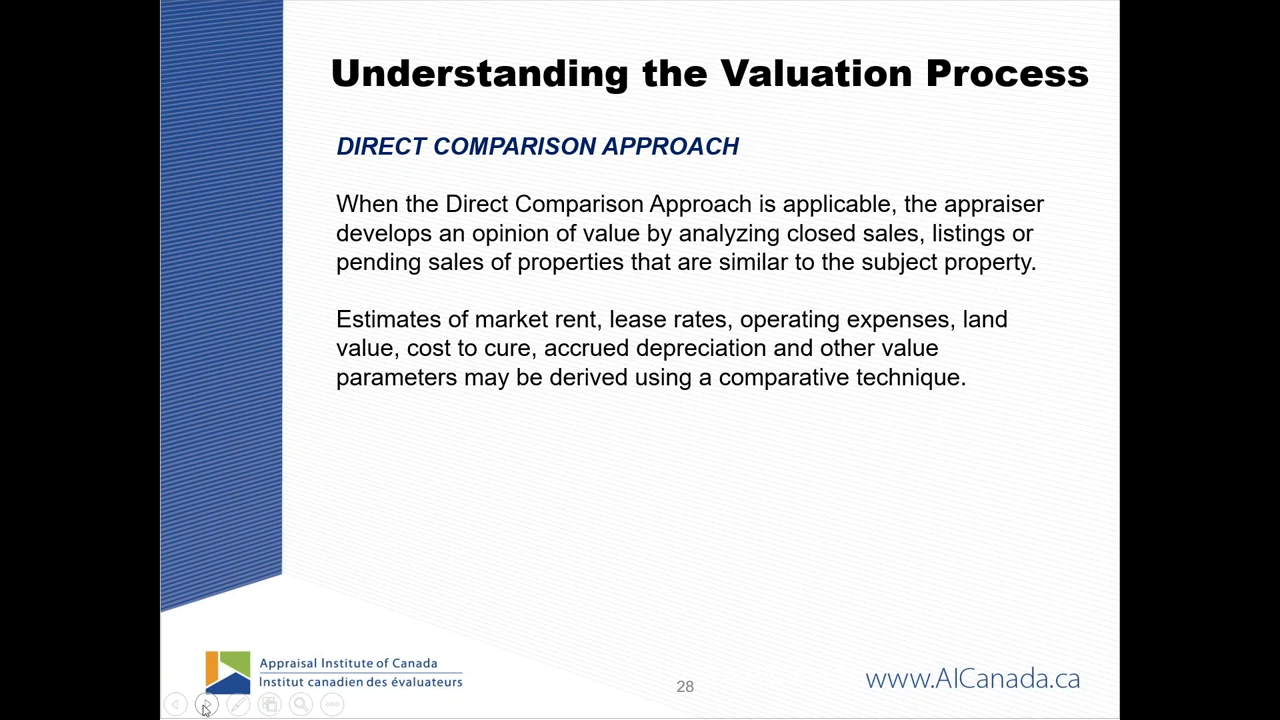 Understanding the Valuation Process
DIRECT COMPARISON APPROACH
When the Direct Comparison Approach is applicable, the appraiser
develops an opinion of value by analyzing closed sales, listings or
pending sales of properties that are similar to the subject property.
Estimates of market rent, lease rates, operating expenses, land
value, cost to cure, accrued depreciation and other value
parameters may be derived using a comparative technique.
Appraisal Institute of Canada
Institut canadien des évaluateurs
28
www.AICanada.ca